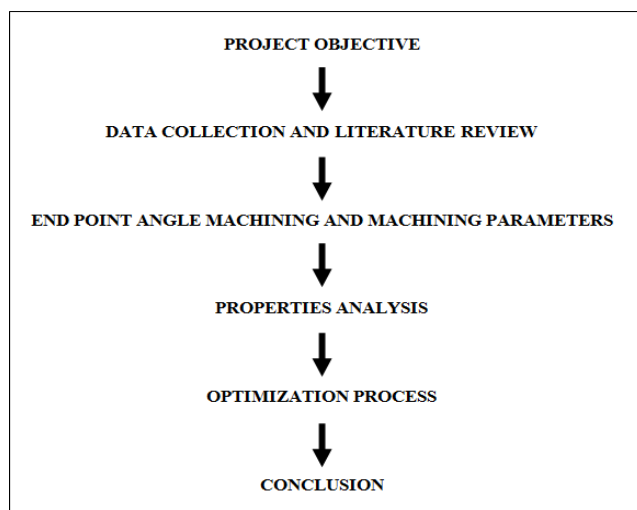 PROJECT OBJECTIVE
DATA COLLECTION AND LITERATURE REVIEW
END POINT ANGLE MACHINING AND MACHINING PARAMETERS
PROPERTIES ANALYSIS
OPTIMIZATION PROCESS
CONCLUSION